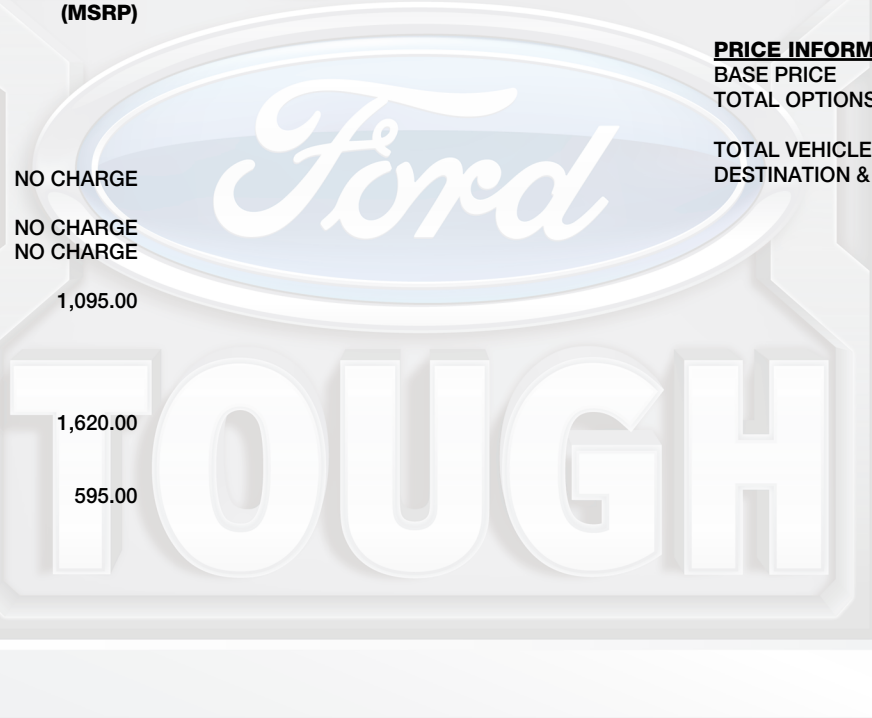 (MSRP)
NO CHARGE
NO CHARGE
NO CHARGE
1,095.00
1,620.00
595.00
PRICE INFORM
BASE PRICE
TOTAL OPTIONS
TOTAL VEHICLE
DESTINATION &
Ford
TOUGH